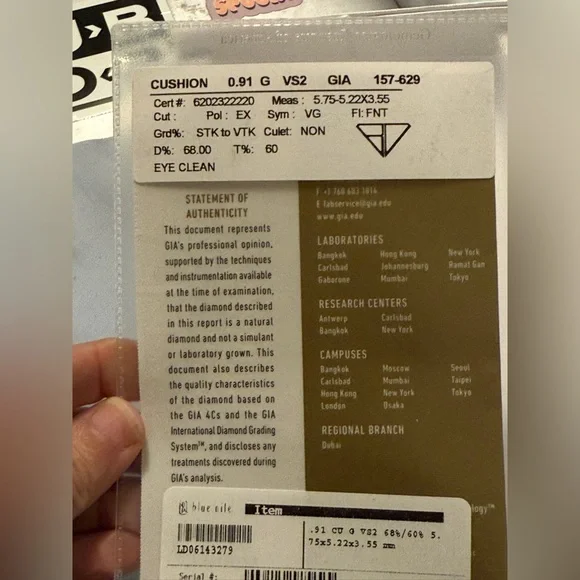 CUSHION 0.91 G VS2 GIA 157-629
Cert #: 6202322220 Meas : 5.75-5.22X3.55
Cut : Pol : EX Sym : VG Fl: FNT
Grd%: STK to VTK Culet: NON
D%: 68.00 T%: 60
EYE CLEAN
STATEMENT OF
AUTHENTICITY
This document represents
GIA's professional opinion,
supported by the techniques
and instrumentation available
at the time of examination,
that the diamond described
in this report is a natural
diamond and not a simulant
or laboratory grown. This
document also describes
the quality characteristics
of the diamond based on
the GIA 4Cs and the GIA
International Diamond Grading
System™, and discloses any
treatments discovered during
GIA's analysis.
F +1 760 603 1814
E labservice@gia.edu
www.gia.edu
LABORATORIES
Bangkok Hong Kong New York
Carlsbad Johannesburg Ramat Gan
Gaborone Mumbai Tokyo
RESEARCH CENTERS
Antwerp Carlsbad
Bangkok New York
CAMPUSES
Bangkok Moscow Seoul
Carlsbad Mumbai Taipei
Hong Kong New York Tokyo
London Osaka
REGIONAL BRANCH
Dubai
blue nile Item
LD06143279
.91 CU G VS2 68%/60% 5.
75x5.22x3.55 mm
Serial #: